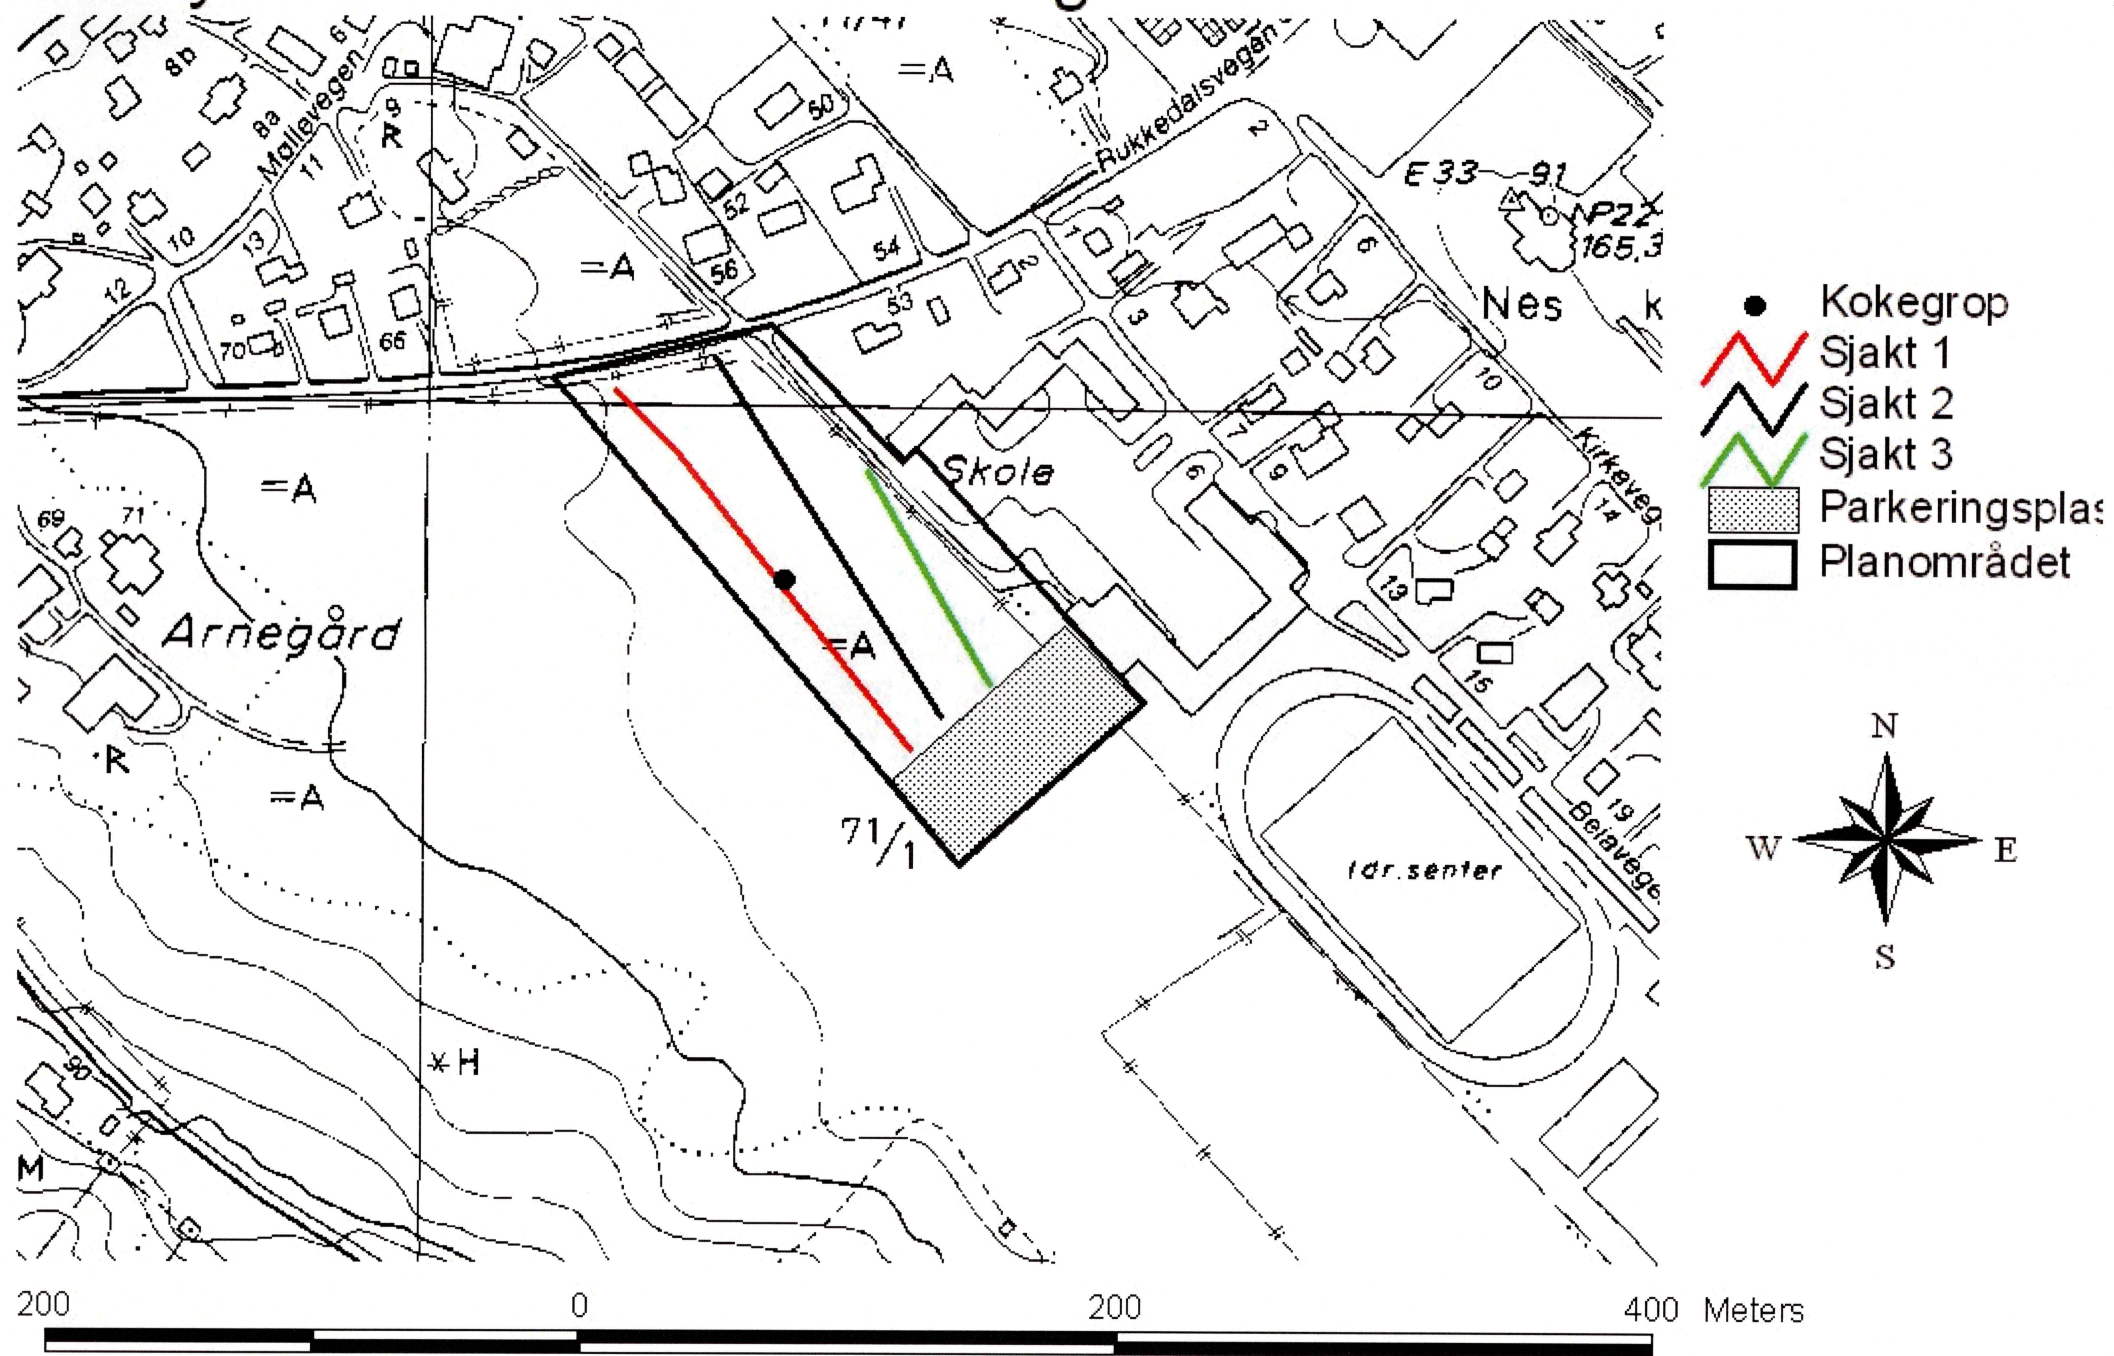 =A
8b
6
8a
Møllevegen
11
9
R
50
Rukkedalsvegen
2
E 33
91
NP22
165,3
10
13
12
52
56
54
=A
1
2
6
3
53
70
66
Nes
k
10
Kokegrop
Sjakt 1
Sjakt 2
Sjakt 3
Parkeringsplas
Planområdet
Skole
7
9
6
Kirkeveg
14
=A
69
71
13
Arnegård
=A
15
R
=A
71/1
19
Beiavege
Idr.senter
N
W
E
S
H
90
M
200
0
200
400
Meters